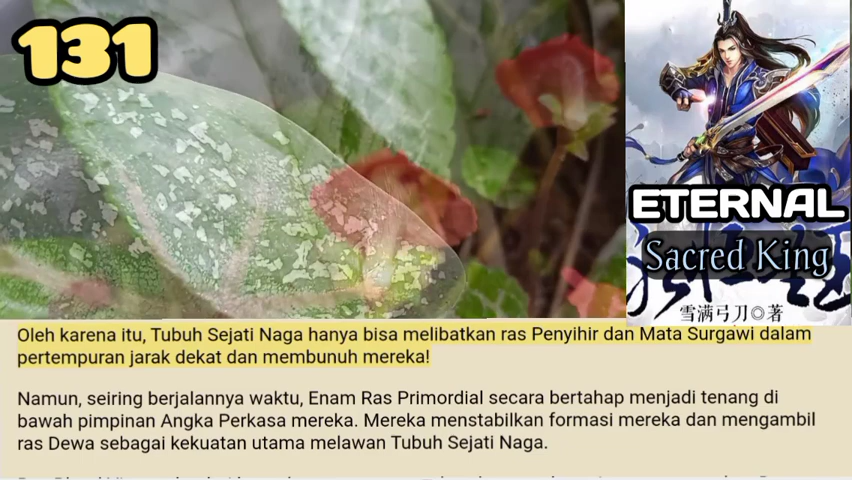 131
ETERNAL
Sacred King
雪满弓刀◎著
Oleh karena itu, Tubuh Sejati Naga hanya bisa melibatkan ras Penyihir dan Mata Surgawi dalam
pertempuran jarak dekat dan membunuh mereka!
Namun, seiring berjalannya waktu, Enam Ras Primordial secara bertahap menjadi tenang di
bawah pimpinan Angka Perkasa mereka. Mereka menstabilkan formasi mereka dan mengambil
ras Dewa sebagai kekuatan utama melawan Tubuh Sejati Naga.